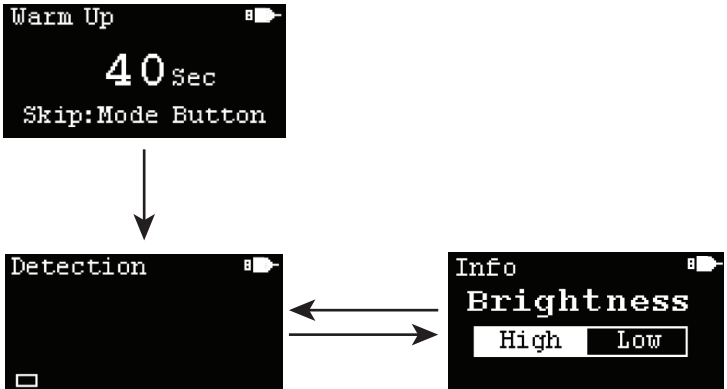 Warm Up
40 Sec
Skip:Mode Button
Detection
Info
Brightness
High Low